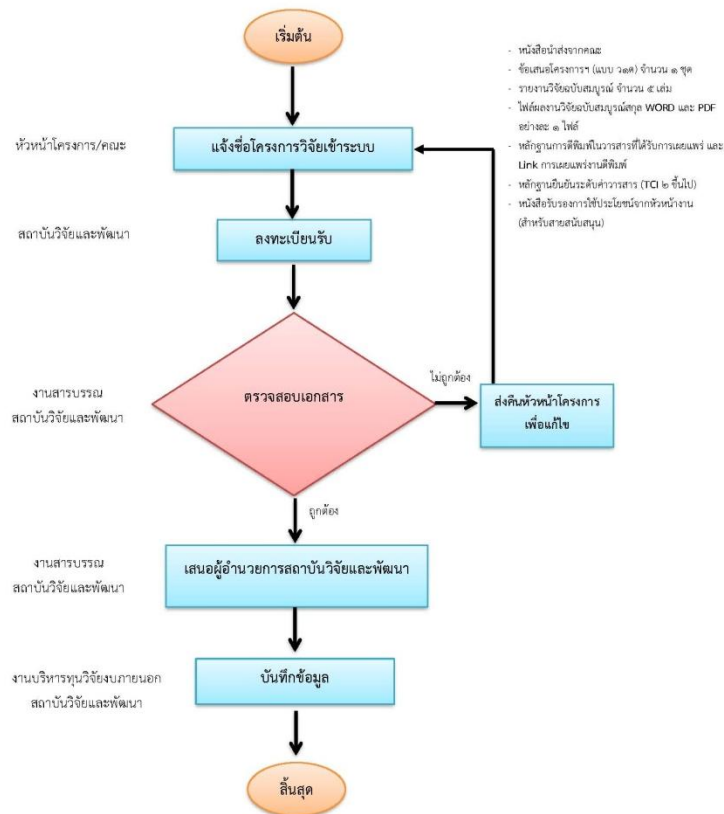 เริ่มต้น
- หนังสือนำส่งจากคณะ
- ข้อเสนอโครงการฯ (แบบ ว๑ด) จำนวน ๑ ชุด
- รายงานวิจัยฉบับสมบูรณ์ จำนวน ๕ เล่ม
- ไฟล์ผลงานวิจัยฉบับสมบูรณ์สกุล WORD และ PDF
อย่างละ ๑ ไฟล์
- หลักฐานการตีพิมพ์ในวารสารที่ได้รับการเผยแพร่ และ
Link การเผยแพร่งานตีพิมพ์
- หลักฐานยืนยันระดับค่าวารสาร (TCI ๒ ขึ้นไป)
- หนังสือรับรองการใช้ประโยชน์จากหัวหน้างาน
(สำหรับสายสนับสนุน)
หัวหน้าโครงการ/คณะ
แจ้งชื่อโครงการวิจัยเข้าระบบ
สถาบันวิจัยและพัฒนา
ลงทะเบียนรับ
งานสารบรรณ
สถาบันวิจัยและพัฒนา
ตรวจสอบเอกสาร
ไม่ถูกต้อง
ส่งคืนหัวหน้าโครงการ
เพื่อแก้ไข
ถูกต้อง
งานสารบรรณ
สถาบันวิจัยและพัฒนา
เสนอผู้อำนวยการสถาบันวิจัยและพัฒนา
งานบริหารทุนวิจัยงบภายนอก
สถาบันวิจัยและพัฒนา
บันทึกข้อมูล
สิ้นสุด